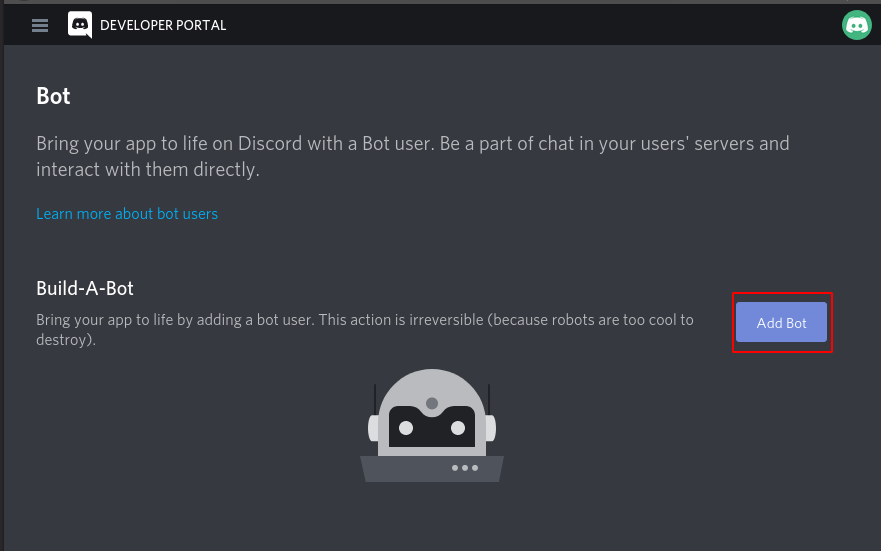 DEVELOPER PORTAL
Bot
Bring your app to life on Discord with a Bot user. Be a part of chat in your users' servers and
interact with them directly.
Learn more about bot users
Build-A-Bot
Bring your app to life by adding a bot user. This action is irreversible (because robots are too cool to
destroy).
Add Bot